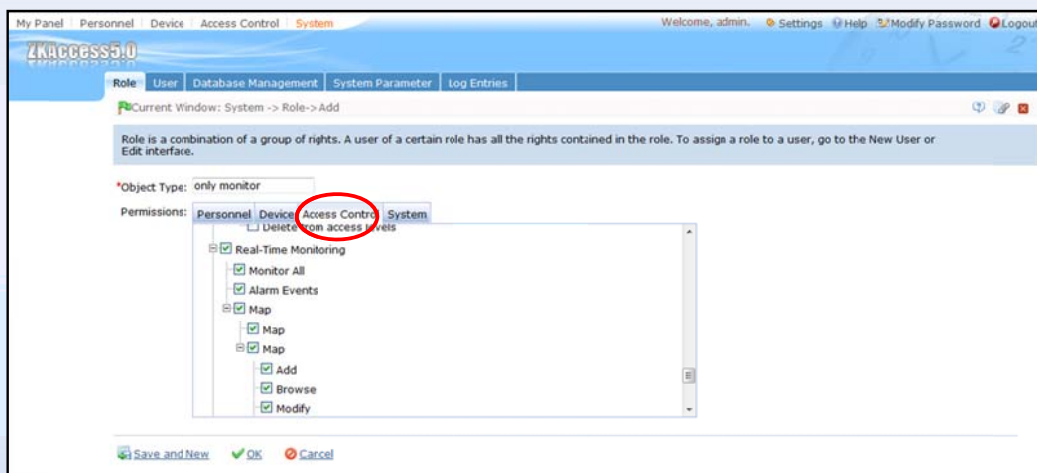 My Panel Personnel Device Access Control System Welcome, admin. Settings Help Modify Password Logout
ZKAccess5.0
Role User Database Management System Parameter Log Entries
Current Window: System -> Role->Add
Role is a combination of a group of rights. A user of a certain role has all the rights contained in the role. To assign a role to a user, go to the New User or
Edit interface.
*Object Type: only monitor
Permissions: Personnel Device Access Control System
Delete from access levels
Real-Time Monitoring
Monitor All
Alarm Events
Map
Map
Map
Add
Browse
Modify
Save and New OK Cancel